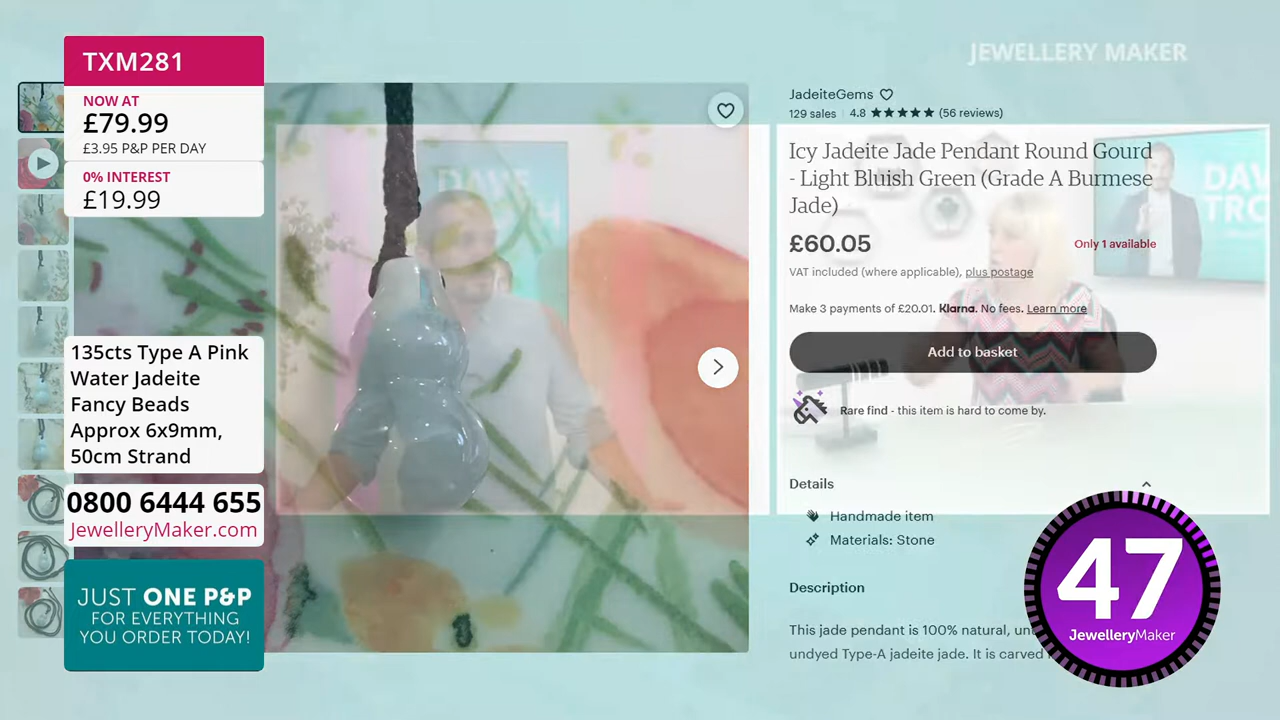 TXM281
NOW AT
£79.99
£3.95 P&P PER DAY
0% INTEREST
£19.99
135cts Type A Pink
Water Jadeite
Fancy Beads
Approx 6x9mm,
50cm Strand
0800 6444 655
JewelleryMaker.com
JUST ONE P&P
FOR EVERYTHING
YOU ORDER TODAY!
DAVE
JEWELLERY MAKER
JadeiteGems
129 sales 4.8 ★★★★★ (56 reviews)
Icy Jadeite Jade Pendant Round Gourd
- Light Bluish Green (Grade A Burmese
Jade)
£60.05
Only 1 available
VAT included (where applicable), plus postage
Make 3 payments of £20.01. Klarna. No fees. Learn more
Add to basket
Rare find - this item is hard to come by.
Details
Handmade item
Materials: Stone
Description
This jade pendant is 100% natural,
undyed Type-A jadeite jade. It is carved
DAV
TRO
47
JewelleryMaker